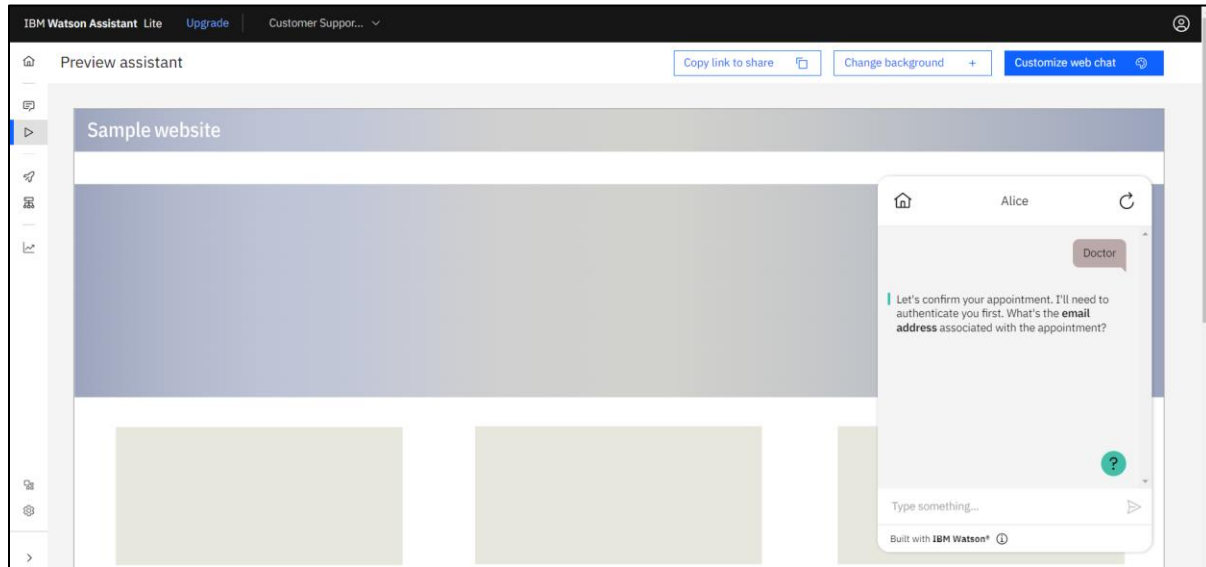 IBM Watson Assistant Lite Upgrade Customer Suppor...
Preview assistant Copy link to share Change background + Customize web chat
Sample website
Alice
Doctor
Let's confirm your appointment. I'll need to
authenticate you first. What's the email
address associated with the appointment?
?
Type something...
Built with IBM Watson®